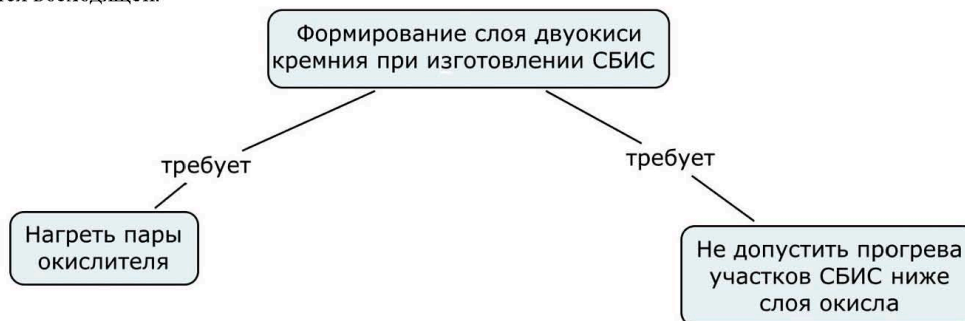 Формирование слоя двуокиси
кремния при изготовлении СБИС
требует
требует
Нагреть пары
окислителя
Не допустить прогрева
участков СБИС ниже
слоя окисла